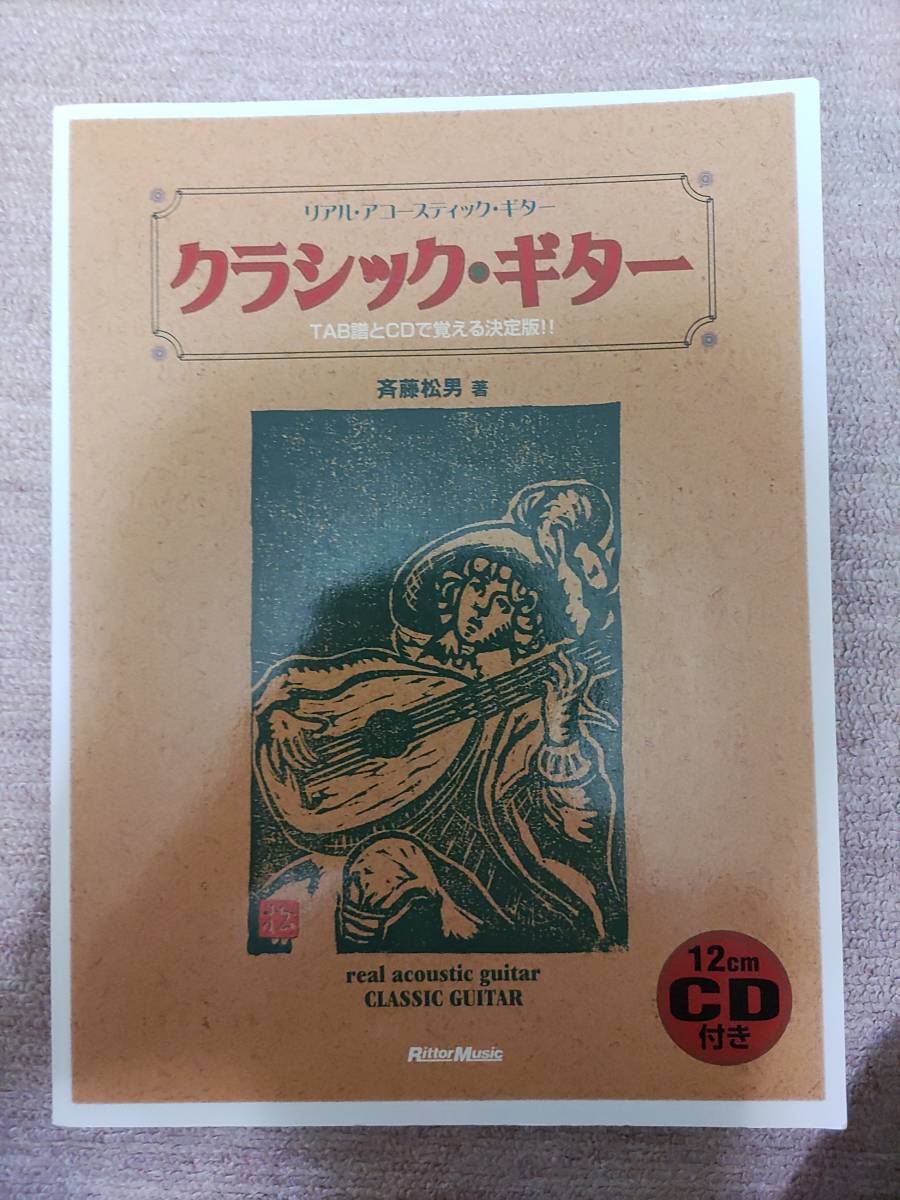 リアル・アコースティック・ギター
クラシック・ギター
TAB譜とCDで覚える決定版!!
斉藤松男 著
松
real acoustic guitar
CLASSIC GUITAR
12cm
CD
付き
RittorMusic